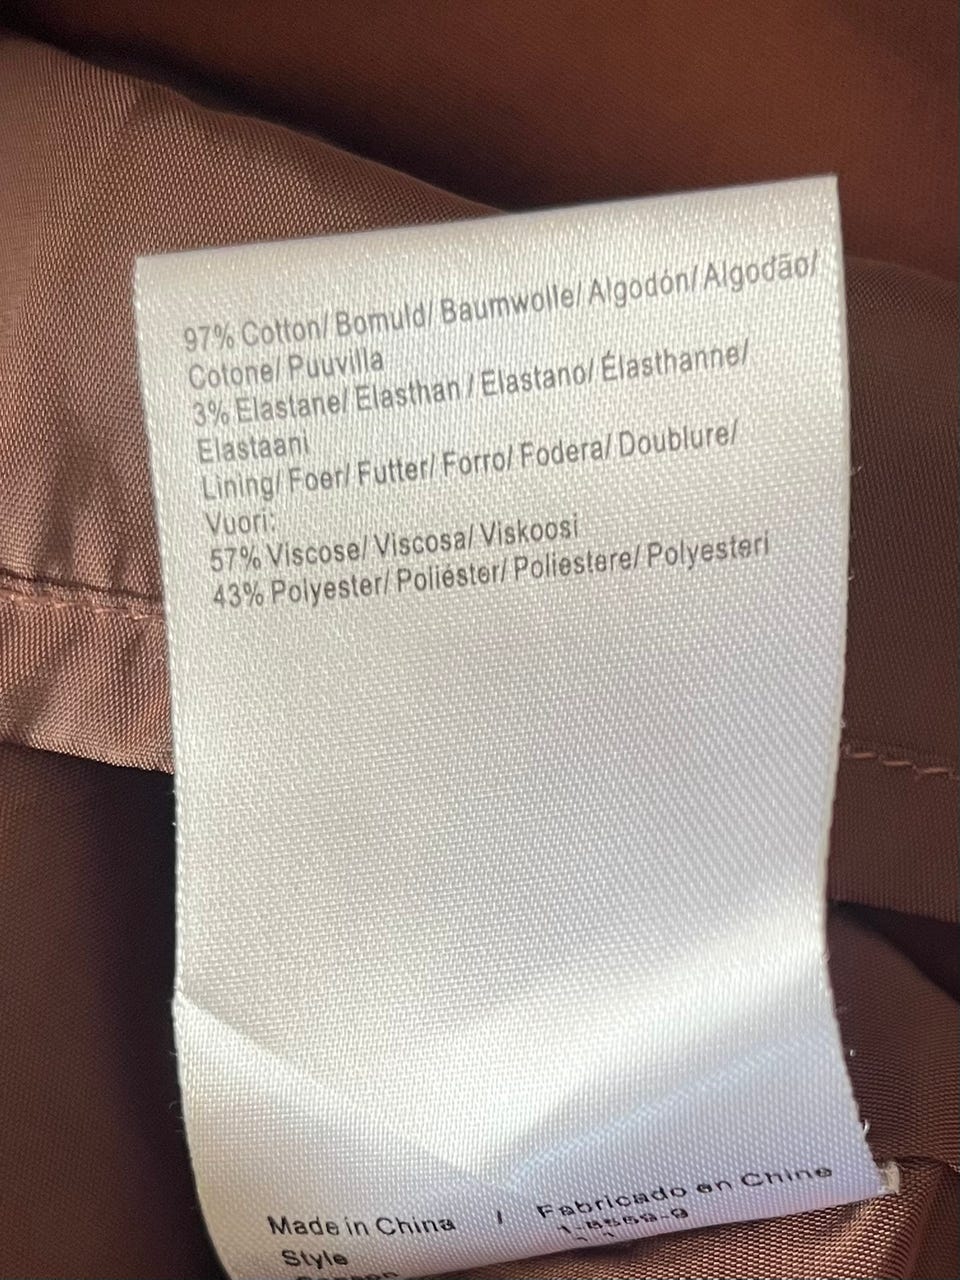 97% Cotton/ Bomuld/ Baumwolle/ Algodón/ Algodão/
Cotone/ Puuvilla
3% Elastane/ Elasthan / Elastano/ Élasthanne/
Elastaani
Lining/ Foer/ Futter/ Forro/ Fodera/ Doublure/
Vuori:
57% Viscose/ Viscosa/ Viskoosi
43% Polyester/ Poliéster/ Poliestere/ Polyesteri
Made in China / Fabricado en China
Style